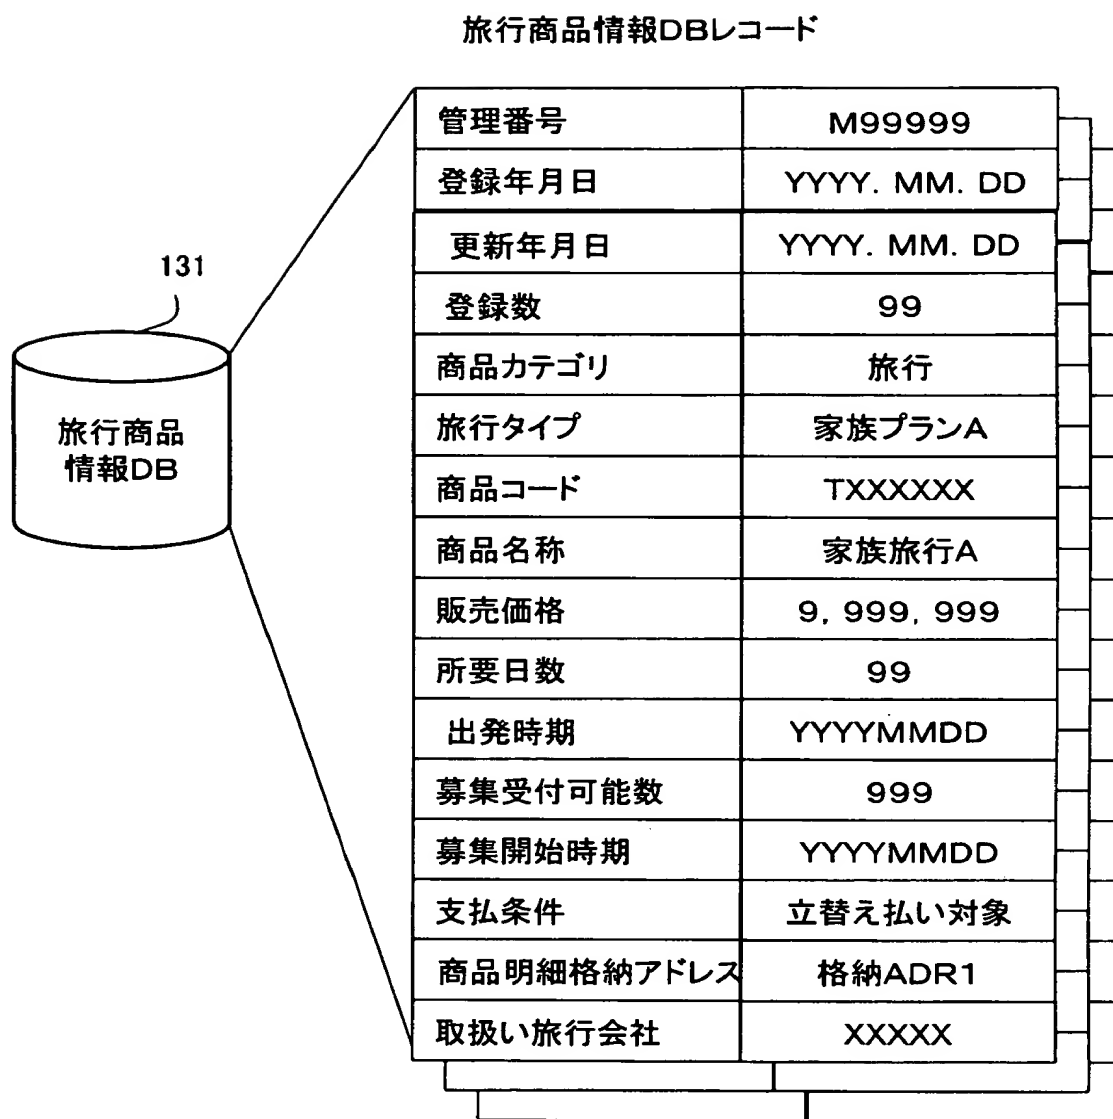 旅行商品情報DBレコード
131
旅行商品
情報DB
管理番号 M99999
登録年月日 YYYY. MM. DD
更新年月日 YYYY. MM. DD
登録数 99
商品カテゴリ 旅行
旅行タイプ 家族プランA
商品コード TXXXXXX
商品名称 家族旅行A
販売価格 9, 999, 999
所要日数 99
出発時期 YYYYMMDD
募集受付可能数 999
募集開始時期 YYYYMMDD
支払条件 立替え払い対象
商品明細格納アドレス 格納ADR1
取扱い旅行会社 XXXXX